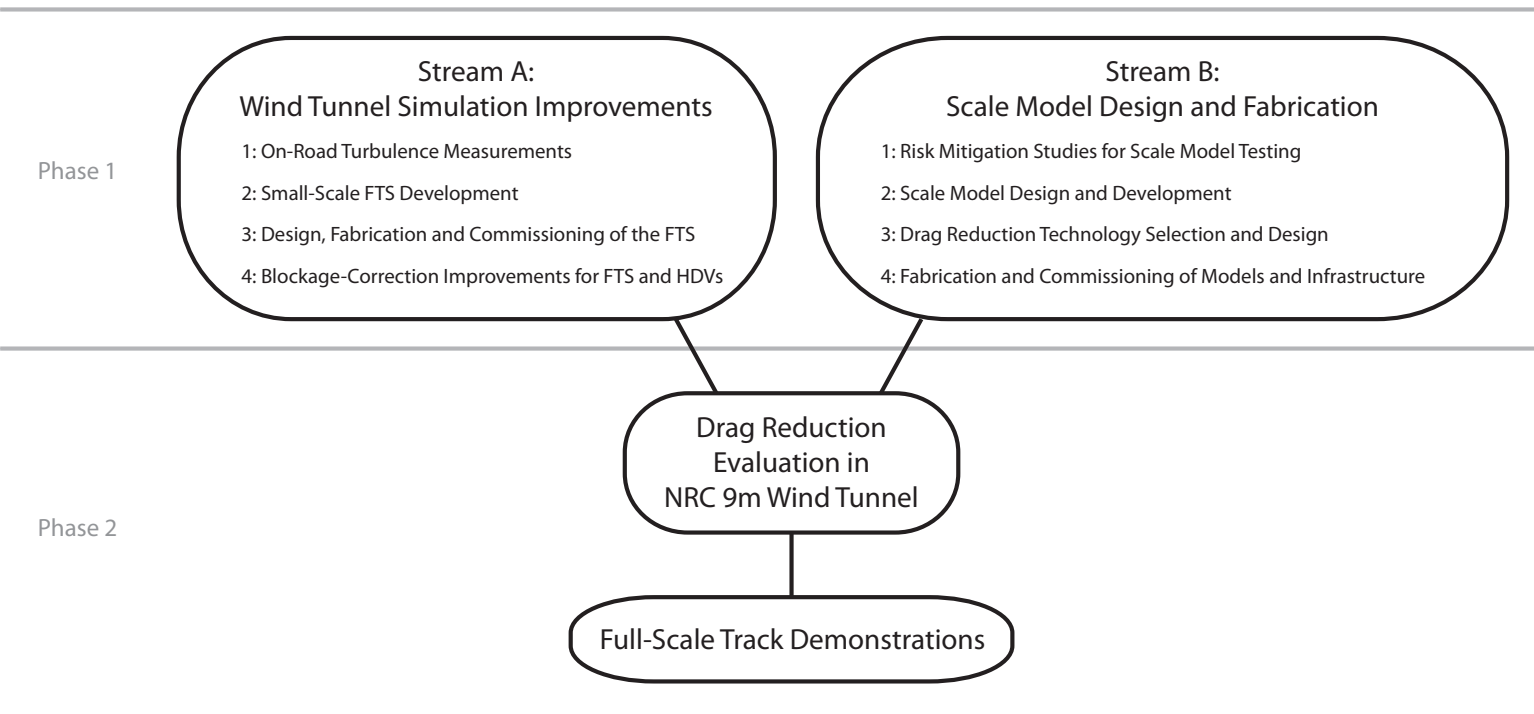 Phase 1
Stream A:
Wind Tunnel Simulation Improvements
1: On-Road Turbulence Measurements
2: Small-Scale FTS Development
3: Design, Fabrication and Commissioning of the FTS
4: Blockage-Correction Improvements for FTS and HDVs
Stream B:
Scale Model Design and Fabrication
1: Risk Mitigation Studies for Scale Model Testing
2: Scale Model Design and Development
3: Drag Reduction Technology Selection and Design
4: Fabrication and Commissioning of Models and Infrastructure
Phase 2
Drag Reduction
Evaluation in
NRC 9m Wind Tunnel
Full-Scale Track Demonstrations